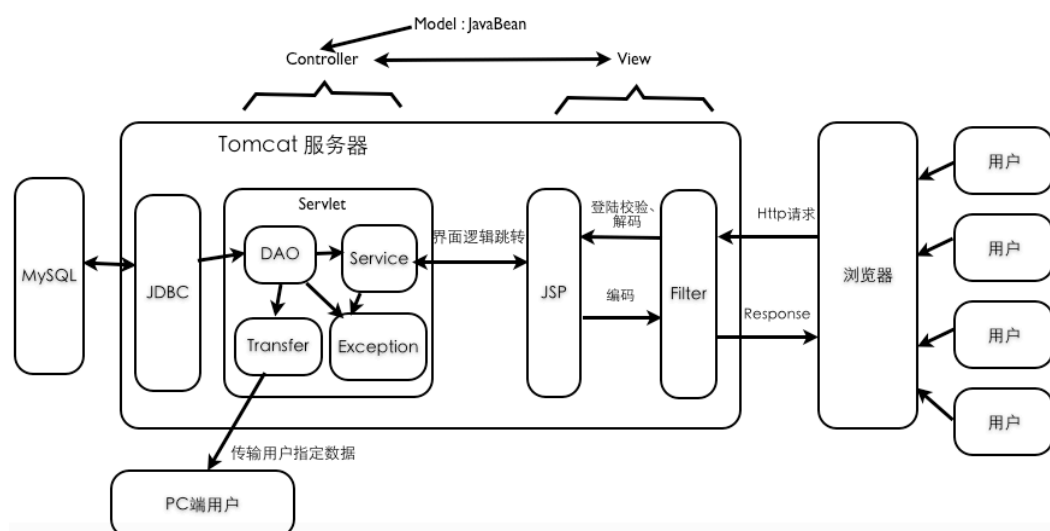 Model : JavaBean
Controller
View
Tomcat 服务器
Servlet
MySQL
JDBC
DAO
Service
Transfer
Exception
界面逻辑跳转
JSP
登陆校验、
解码
编码
Filter
Http请求
Response
浏览器
用户
用户
用户
用户
传输用户指定数据
PC端用户